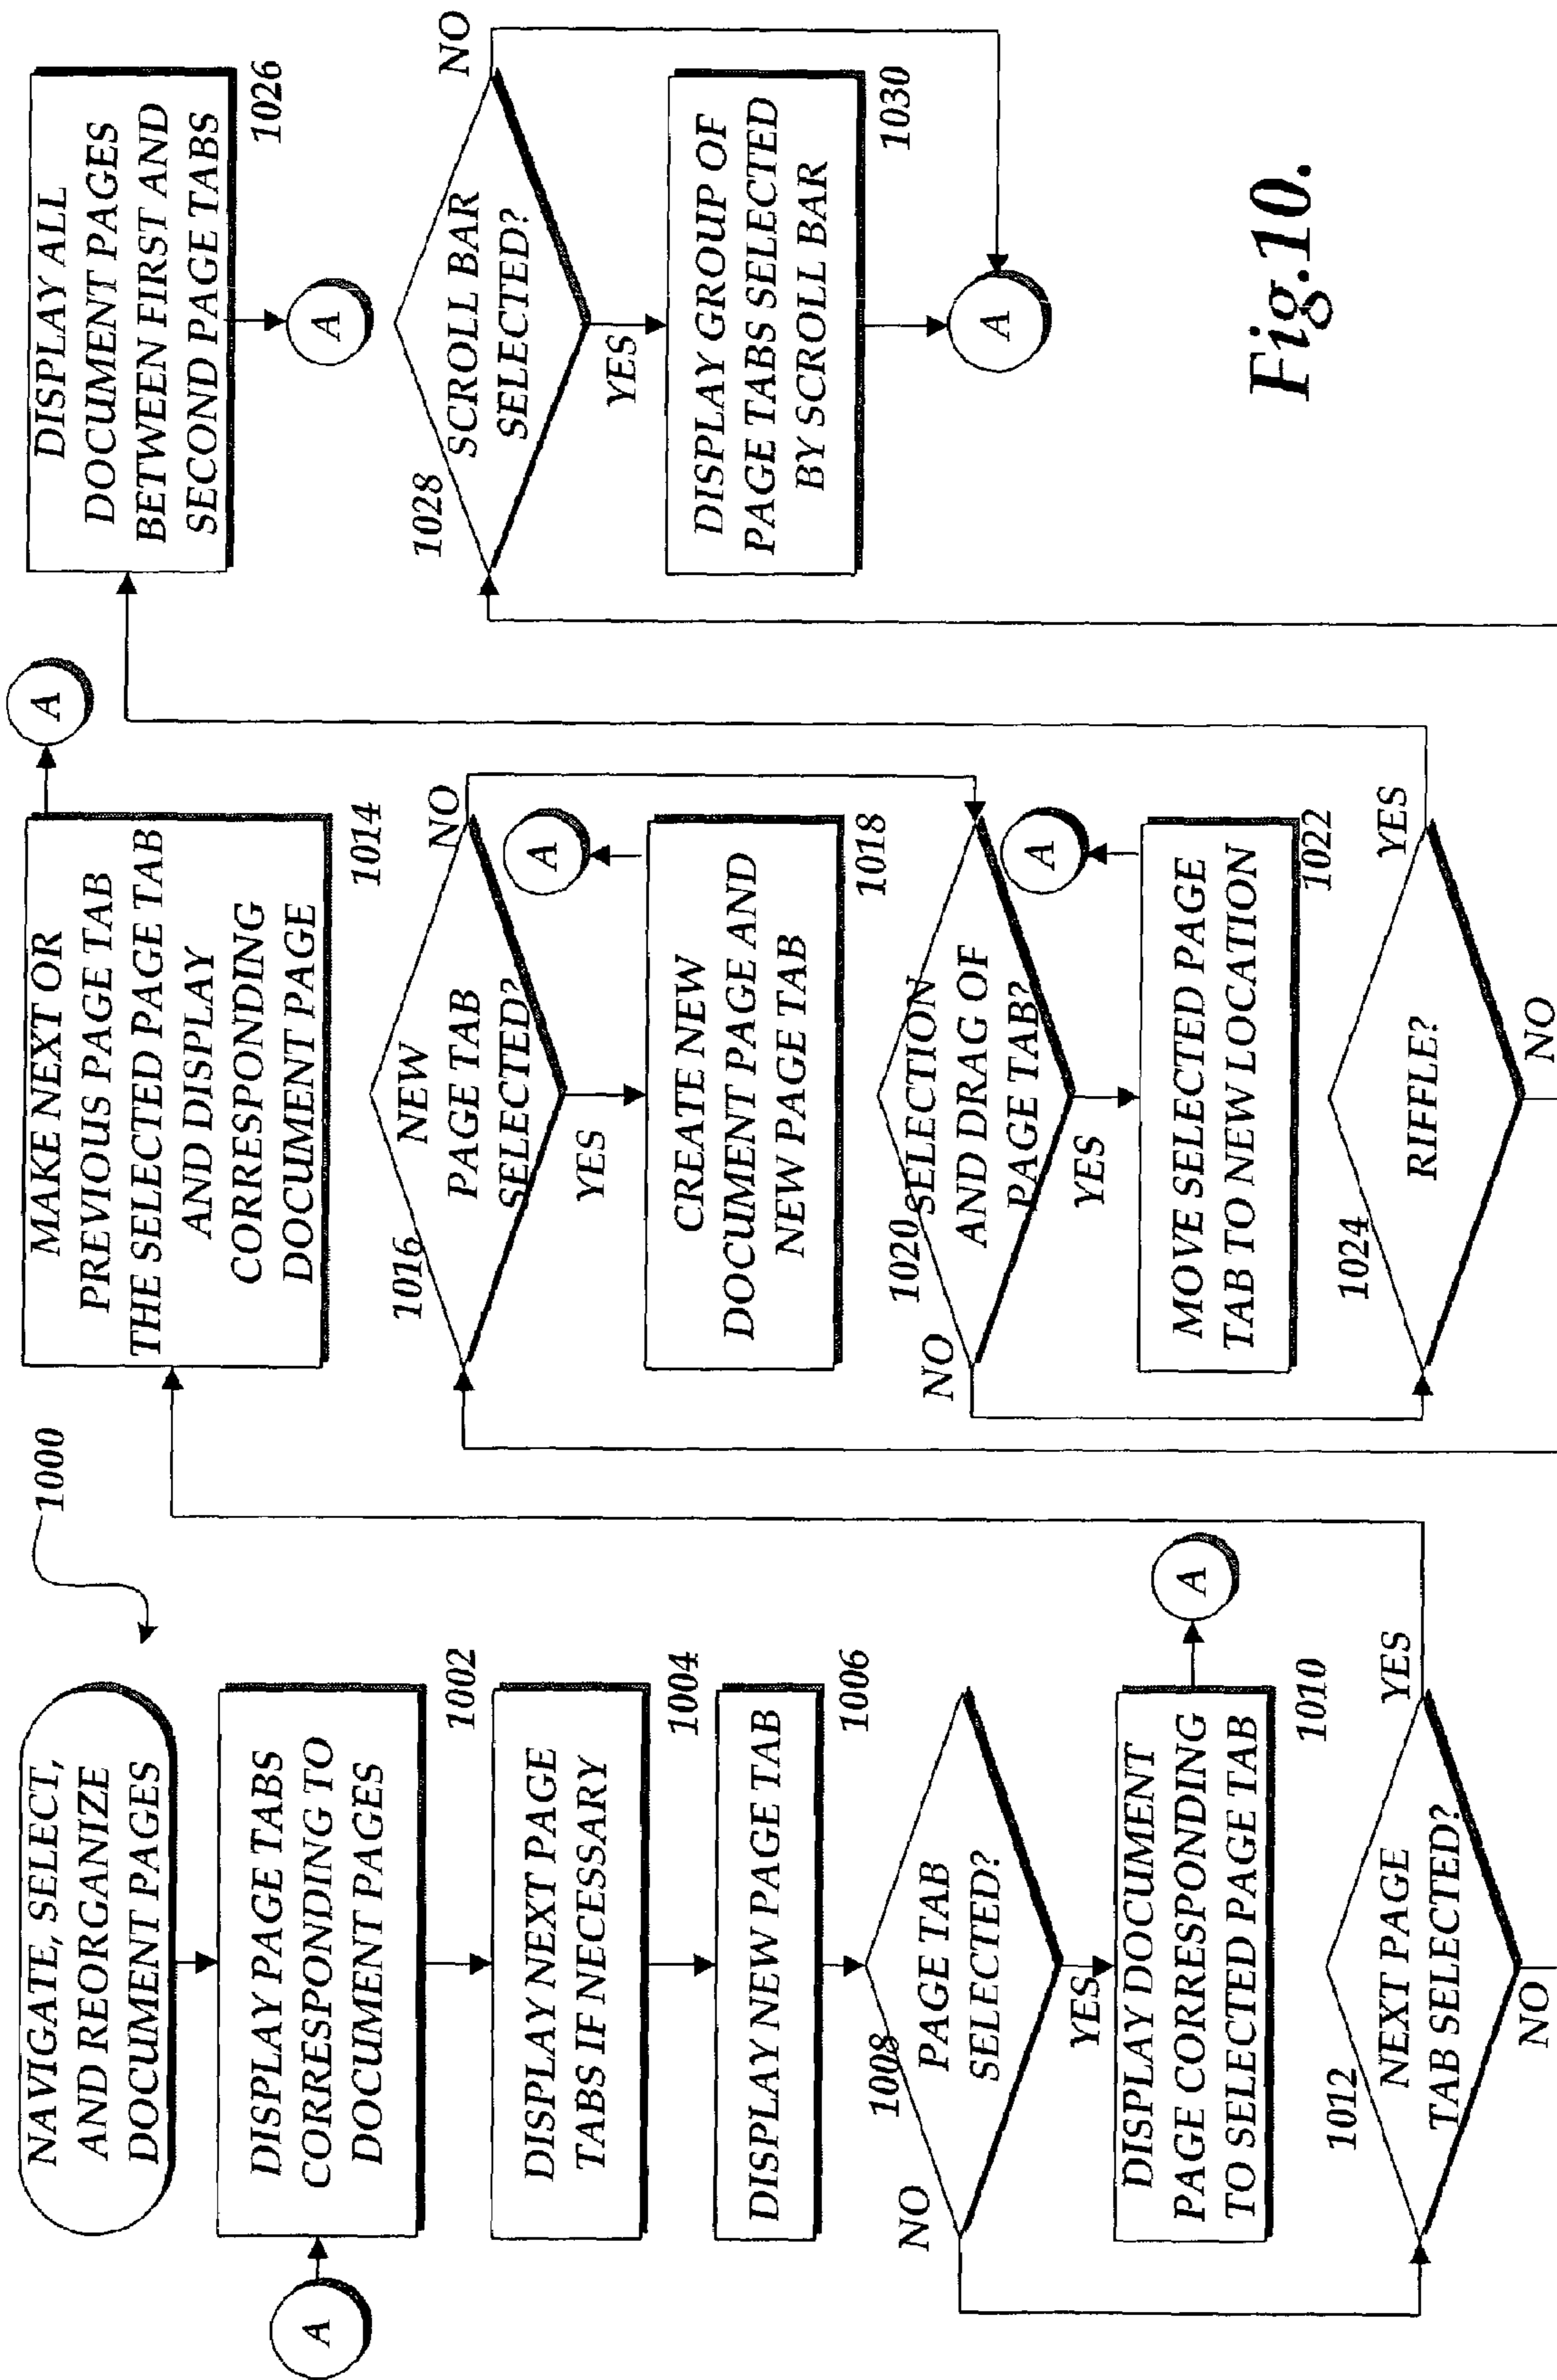 1000
NAVIGATE, SELECT,
AND REORGANIZE
DOCUMENT PAGES
A
DISPLAY PAGE TABS
CORRESPONDING TO
DOCUMENT PAGES
1002
DISPLAY NEXT PAGE
TABS IF NECESSARY
1004
DISPLAY NEW PAGE TAB
1006
1008
PAGE TAB
SELECTED?
NO
YES
DISPLAY DOCUMENT
PAGE CORRESPONDING
TO SELECTED PAGE TAB
A
1010
1012
NEXT PAGE
TAB SELECTED?
YES
NO
MAKE NEXT OR
PREVIOUS PAGE TAB
THE SELECTED PAGE TAB
AND DISPLAY
CORRESPONDING
DOCUMENT PAGE
A
1014
1016
NEW
PAGE TAB
SELECTED?
NO
YES
A
CREATE NEW
DOCUMENT PAGE AND
NEW PAGE TAB
1018
1020
SELECTION
AND DRAG OF
PAGE TAB?
NO
YES
A
MOVE SELECTED PAGE
TAB TO NEW LOCATION
1022
1024
RIFFLE?
YES
NO
DISPLAY ALL
DOCUMENT PAGES
BETWEEN FIRST AND
SECOND PAGE TABS
1026
A
1028
SCROLL BAR
SELECTED?
NO
YES
DISPLAY GROUP OF
PAGE TABS SELECTED
BY SCROLL BAR
1030
A
Fig.10.